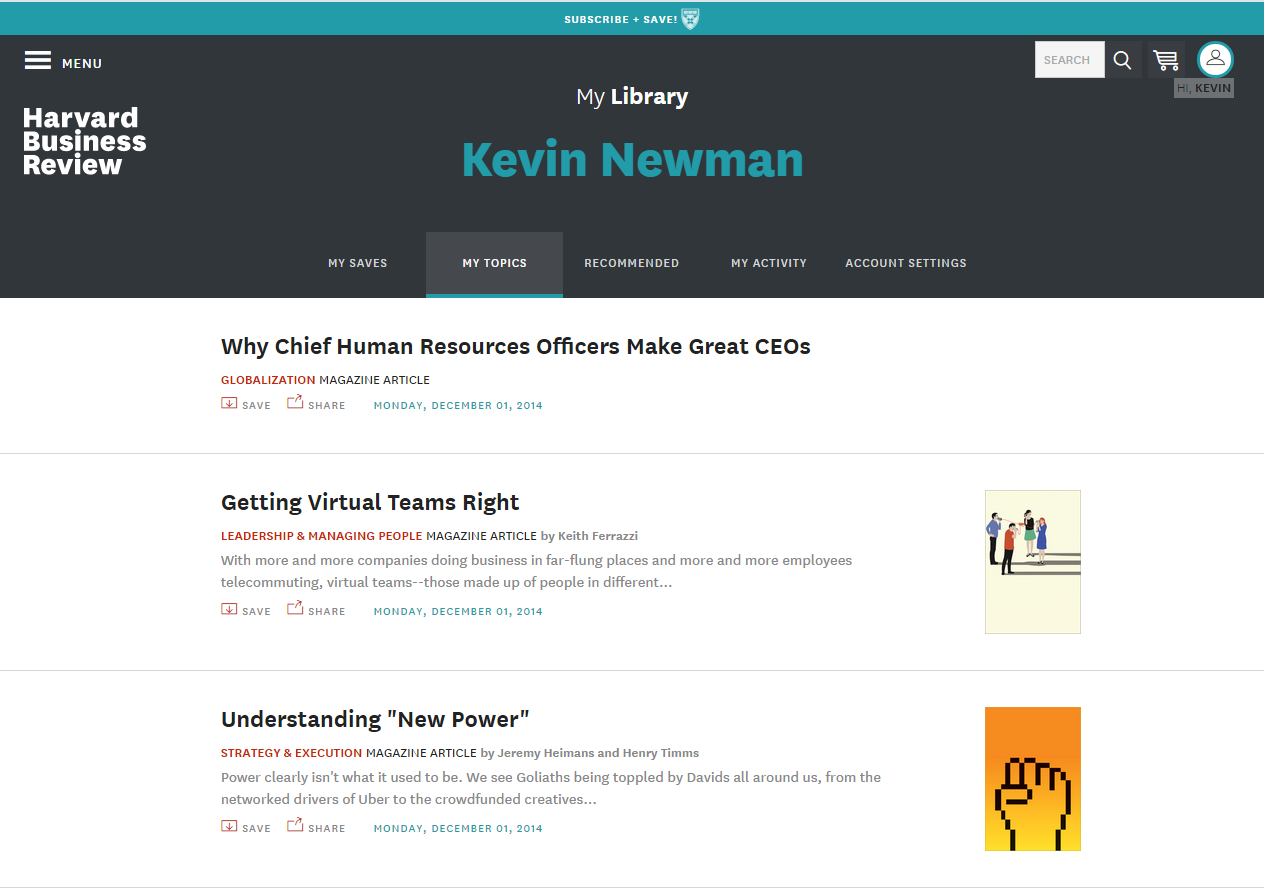 SUBSCRIBE + SAVE!
MENU
SEARCH
HI, KEVIN
My Library
Harvard
Business
Review
Kevin Newman
MY SAVES MY TOPICS RECOMMENDED MY ACTIVITY ACCOUNT SETTINGS
Why Chief Human Resources Officers Make Great CEOs
GLOBALIZATION MAGAZINE ARTICLE
SAVE SHARE MONDAY, DECEMBER 01, 2014
Getting Virtual Teams Right
LEADERSHIP & MANAGING PEOPLE MAGAZINE ARTICLE by Keith Ferrazzi
With more and more companies doing business in far-flung places and more and more employees
telecommuting, virtual teams--those made up of people in different...
SAVE SHARE MONDAY, DECEMBER 01, 2014
Understanding "New Power"
STRATEGY & EXECUTION MAGAZINE ARTICLE by Jeremy Heimans and Henry Timms
Power clearly isn't what it used to be. We see Goliaths being toppled by Davids all around us, from the
networked drivers of Uber to the crowdfunded creatives...
SAVE SHARE MONDAY, DECEMBER 01, 2014